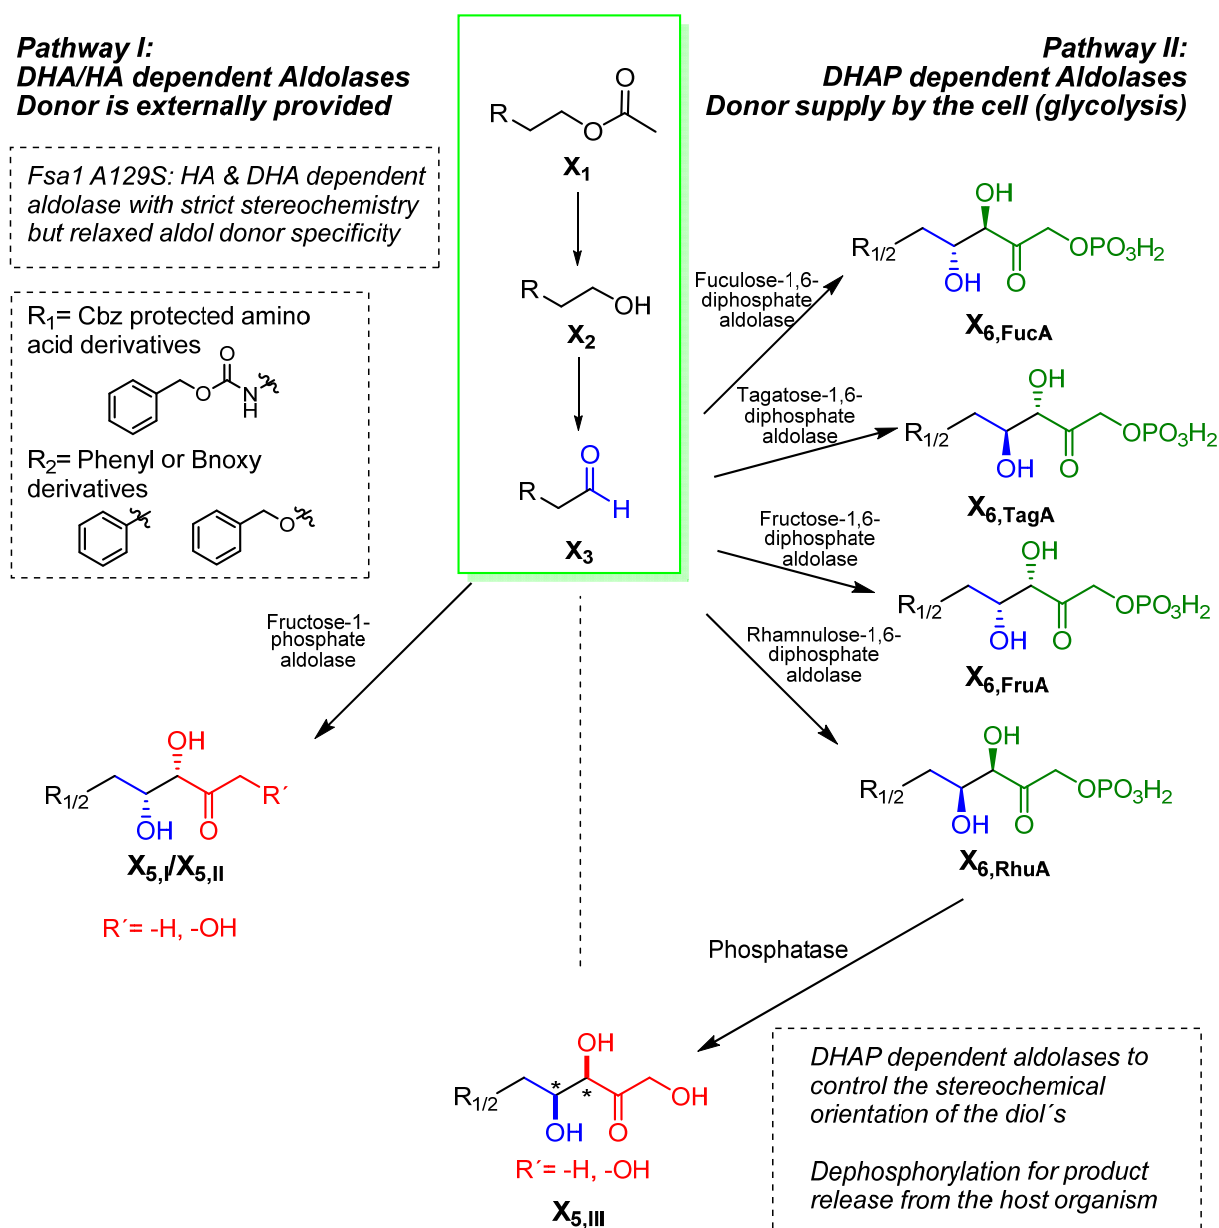 Pathway I:
DHA/HA dependent Aldolases
Donor is externally provided
Fsa1 A129S: HA & DHA dependent
aldolase with strict stereochemistry
but relaxed aldol donor specificity
R1= Cbz protected amino
acid derivatives
O
O
N
H
R2= Phenyl or Bnoxy
derivatives
O
R
O
O
X1
R
OH
X2
O
R
H
X3
Pathway II:
DHAP dependent Aldolases
Donor supply by the cell (glycolysis)
Fuculose-1,6-
diphosphate
aldolase
OH
R1/2
OPO3H2
OH
O
X6,FucA
Tagatose-1,6-
diphosphate
aldolase
OH
R1/2
OPO3H2
OH
O
X6,TagA
Fructose-1,6-
diphosphate
aldolase
OH
R1/2
OPO3H2
OH
O
X6,FruA
Rhamnulose-1,6-
diphosphate
aldolase
OH
R1/2
OPO3H2
OH
O
X6,RhuA
Fructose-1-
phosphate
aldolase
OH
R1/2
R´
OH
O
X5,I/X5,II
R´= -H, -OH
Phosphatase
OH
R1/2
*
*
OH
OH
O
R´= -H, -OH
X5,III
DHAP dependent aldolases to
control the stereochemical
orientation of the diol´s
Dephosphorylation for product
release from the host organism